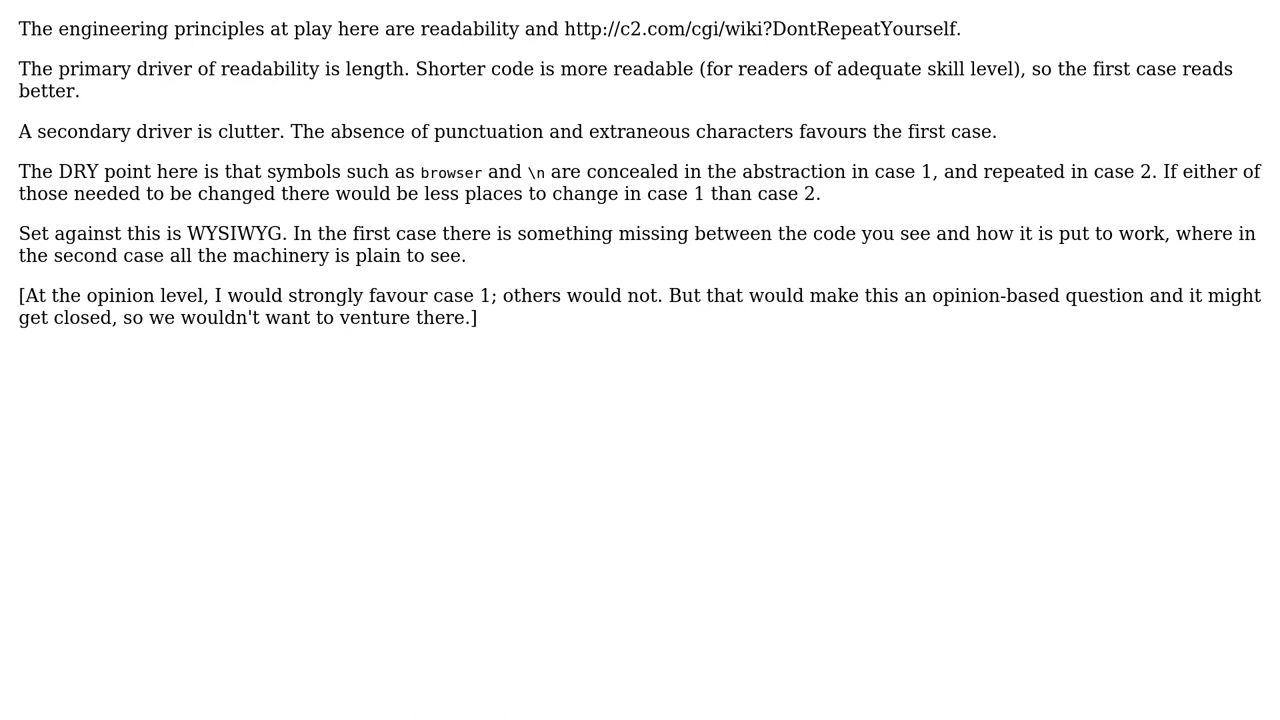 The engineering principles at play here are readability and http://c2.com/cgi/wiki?DontRepeatYourself.
The primary driver of readability is length. Shorter code is more readable (for readers of adequate skill level), so the first case reads
better.
A secondary driver is clutter. The absence of punctuation and extraneous characters favours the first case.
The DRY point here is that symbols such as browser and \n are concealed in the abstraction in case 1, and repeated in case 2. If either of
those needed to be changed there would be less places to change in case 1 than case 2.
Set against this is WYSIWYG. In the first case there is something missing between the code you see and how it is put to work, where in
the second case all the machinery is plain to see.
[At the opinion level, I would strongly favour case 1; others would not. But that would make this an opinion-based question and it might
get closed, so we wouldn't want to venture there.]